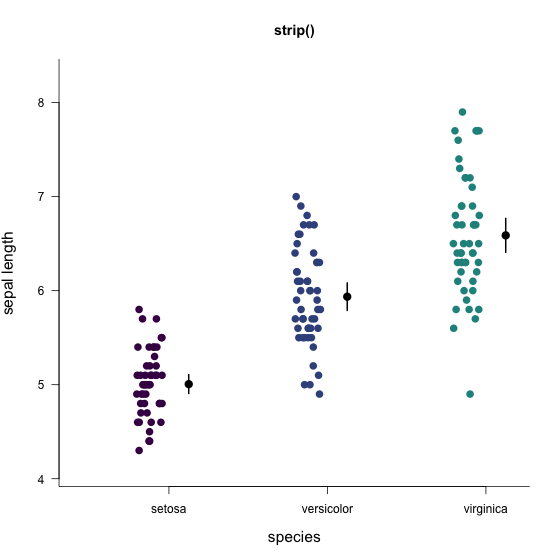 strip()
sepal length
8
7
6
5
4
setosa versicolor virginica
species